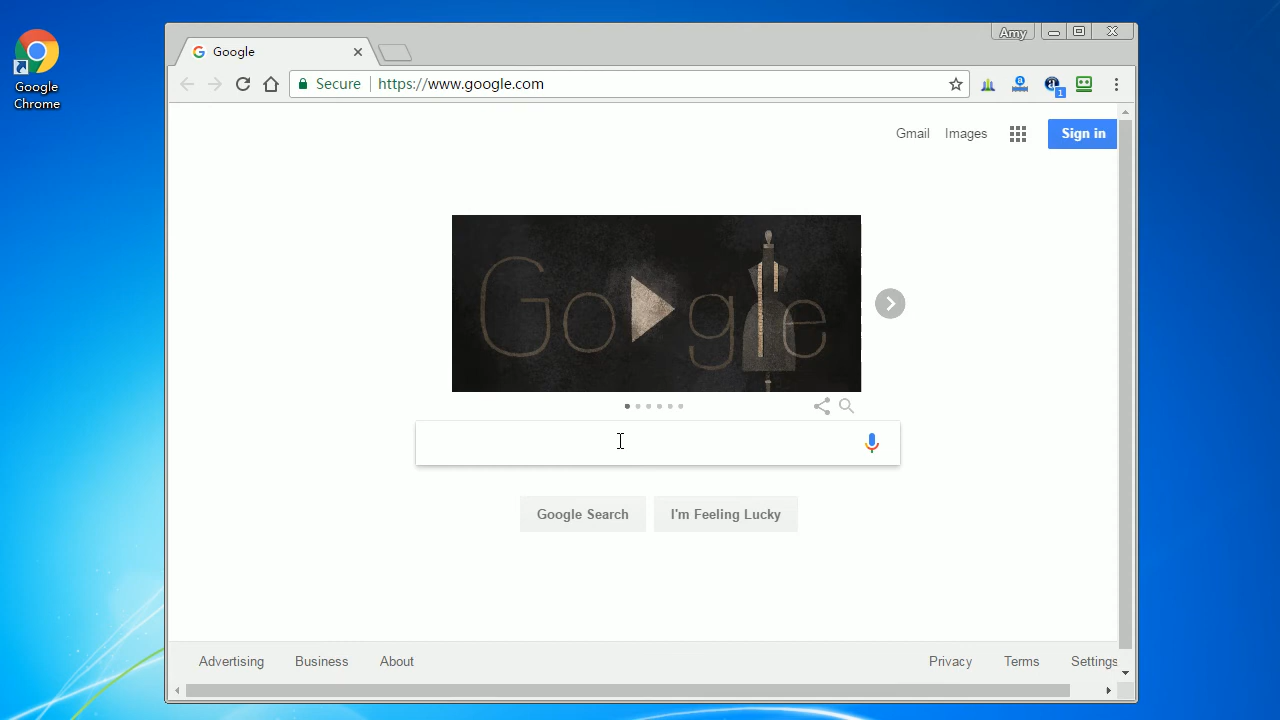 Google
Chrome
Google
Amy
Secure
https://www.google.com
1
Gmail
Images
Sign in
Google
Google Search
I'm Feeling Lucky
Advertising
Business
About
Privacy
Terms
Settings